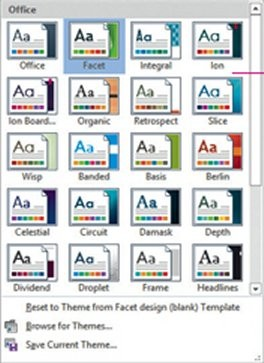 Office
Aa Aa Aa Aa
Office Facet Integral Ion
Aa Aa Aa Aa
Ion Board... Organic Retrospect Slice
Aa Aa Aa Aa
Wisp Banded Basis Berlin
Aa Aa Aa Aa
Celestial Circuit Damask Depth
Aa Aa Aa Aa
Dividend Droplet Frame Headlines
Reset to Theme from Facet design (blank) Template
Browse for Themes...
Save Current Theme...